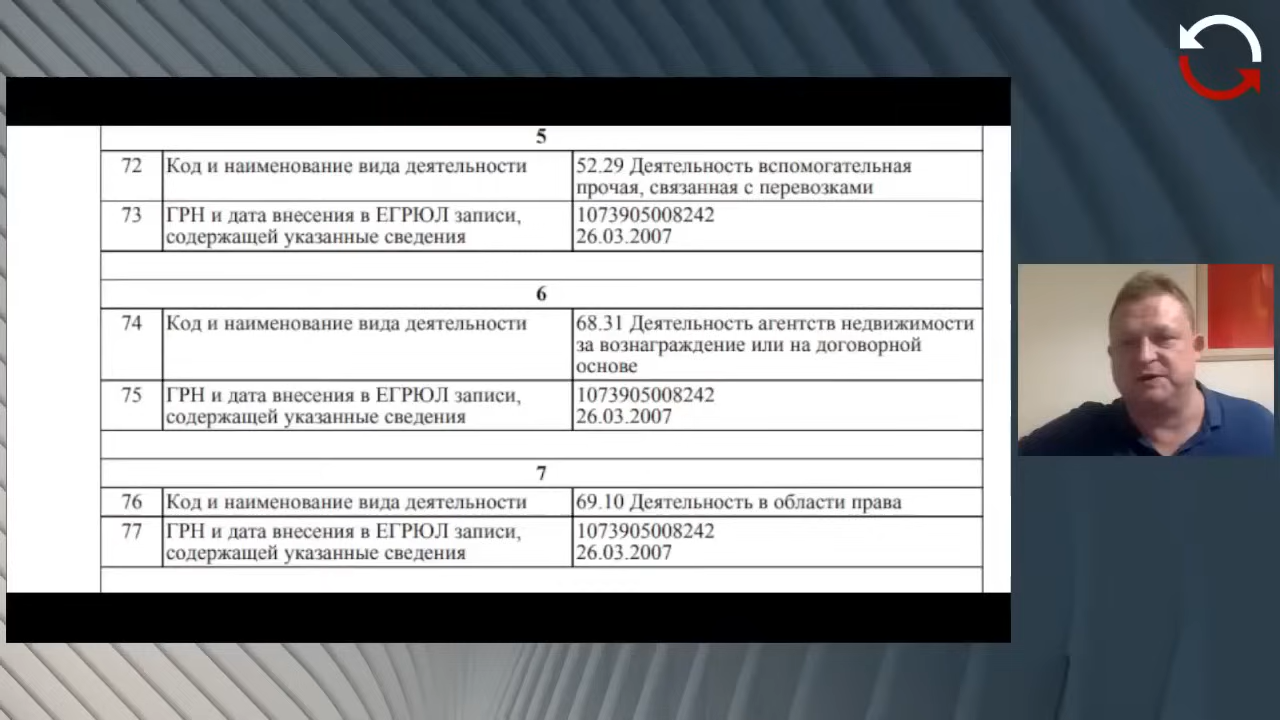 5
72 Код и наименование вида деятельности 52.29 Деятельность вспомогательная
прочая, связанная с перевозками
73 ГРН и дата внесения в ЕГРЮЛ записи, 1073905008242
содержащей указанные сведения 26.03.2007
6
74 Код и наименование вида деятельности 68.31 Деятельность агентств недвижимости
за вознаграждение или на договорной
основе
75 ГРН и дата внесения в ЕГРЮЛ записи, 1073905008242
содержащей указанные сведения 26.03.2007
7
76 Код и наименование вида деятельности 69.10 Деятельность в области права
77 ГРН и дата внесения в ЕГРЮЛ записи, 1073905008242
содержащей указанные сведения 26.03.2007